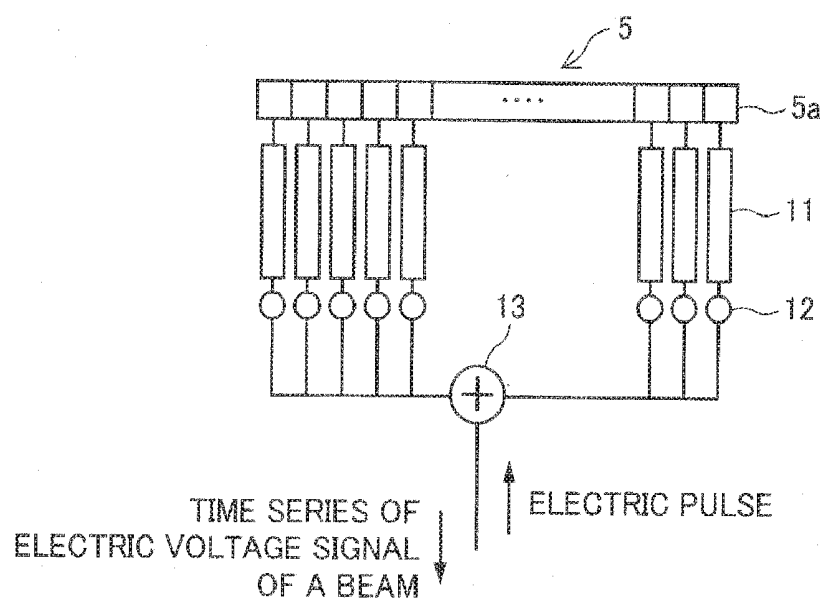 5
....
5a
11
12
13
+
TIME SERIES OF
ELECTRIC VOLTAGE SIGNAL
OF A BEAM
ELECTRIC PULSE